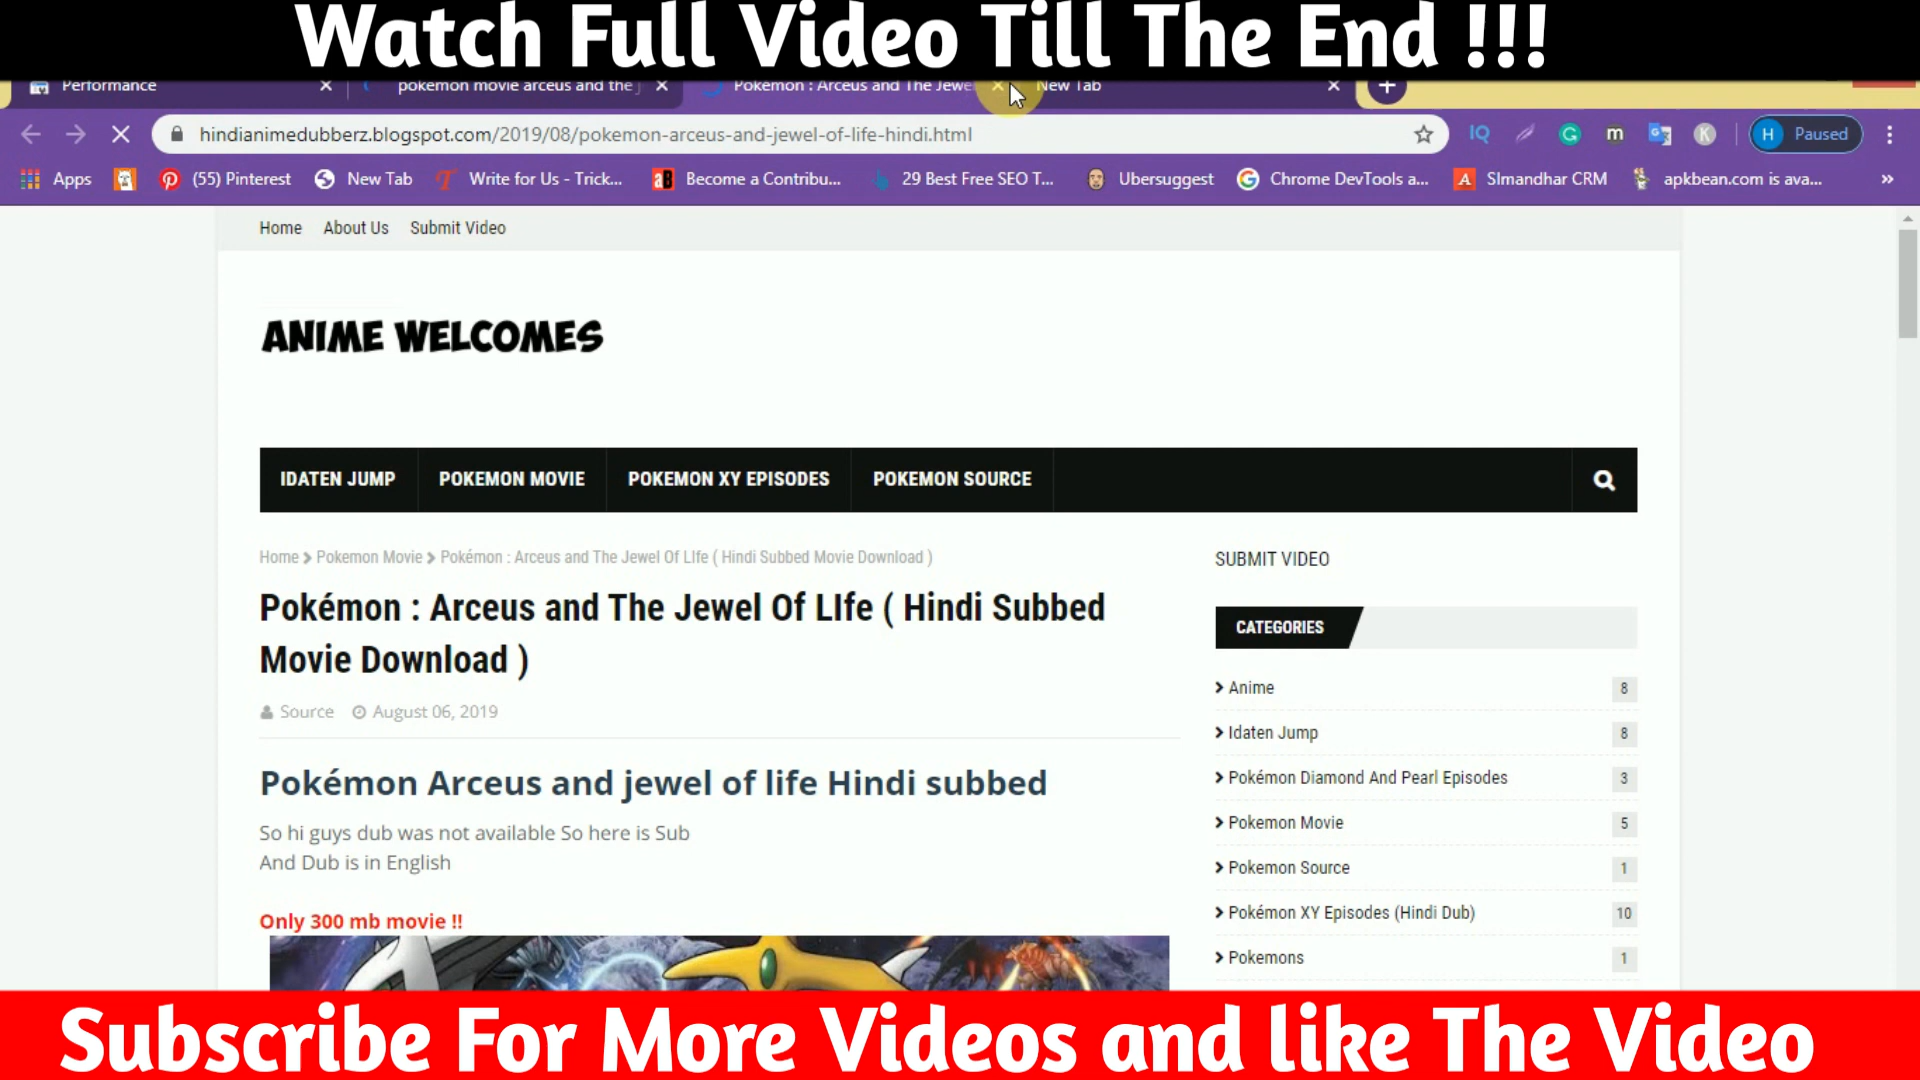 Watch Full Video Till The End !!!
Performance
pokemon movie arceus and the j
Pokémon : Arceus and The Jewe
New Tab
hindianimedubberz.blogspot.com/2019/08/pokemon-arceus-and-jewel-of-life-hindi.html
IQ
G
m
K
H
Paused
Apps
(55) Pinterest
New Tab
Write for Us - Trick...
aB
Become a Contribu...
29 Best Free SEO T...
Ubersuggest
Chrome DevTools a...
A
SImandhar CRM
apkbean.com is ava...
»
Home
About Us
Submit Video
ANIME WELCOMES
IDATEN JUMP
POKEMON MOVIE
POKEMON XY EPISODES
POKEMON SOURCE
Home > Pokemon Movie > Pokémon : Arceus and The Jewel Of LIfe ( Hindi Subbed Movie Download )
Pokémon : Arceus and The Jewel Of LIfe ( Hindi Subbed
Movie Download )
Source
August 06, 2019
Pokémon Arceus and jewel of life Hindi subbed
So hi guys dub was not available So here is Sub
And Dub is in English
Only 300 mb movie !!
SUBMIT VIDEO
CATEGORIES
Anime 8
Idaten Jump 8
Pokémon Diamond And Pearl Episodes 3
Pokemon Movie 5
Pokemon Source 1
Pokémon XY Episodes (Hindi Dub) 10
Pokemons 1
Subscribe For More Videos and like The Video